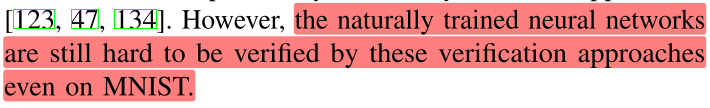 [123, 47, 134]. However, the naturally trained neural networks
are still hard to be verified by these verification approaches
even on MNIST.